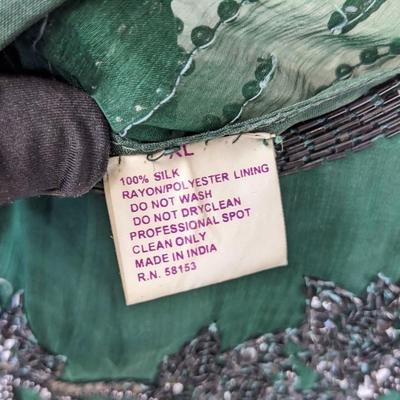 XL
100% SILK
RAYON/POLYESTER LINING
DO NOT WASH
DO NOT DRYCLEAN
PROFESSIONAL SPOT
CLEAN ONLY
MADE IN INDIA
R.N. 58153